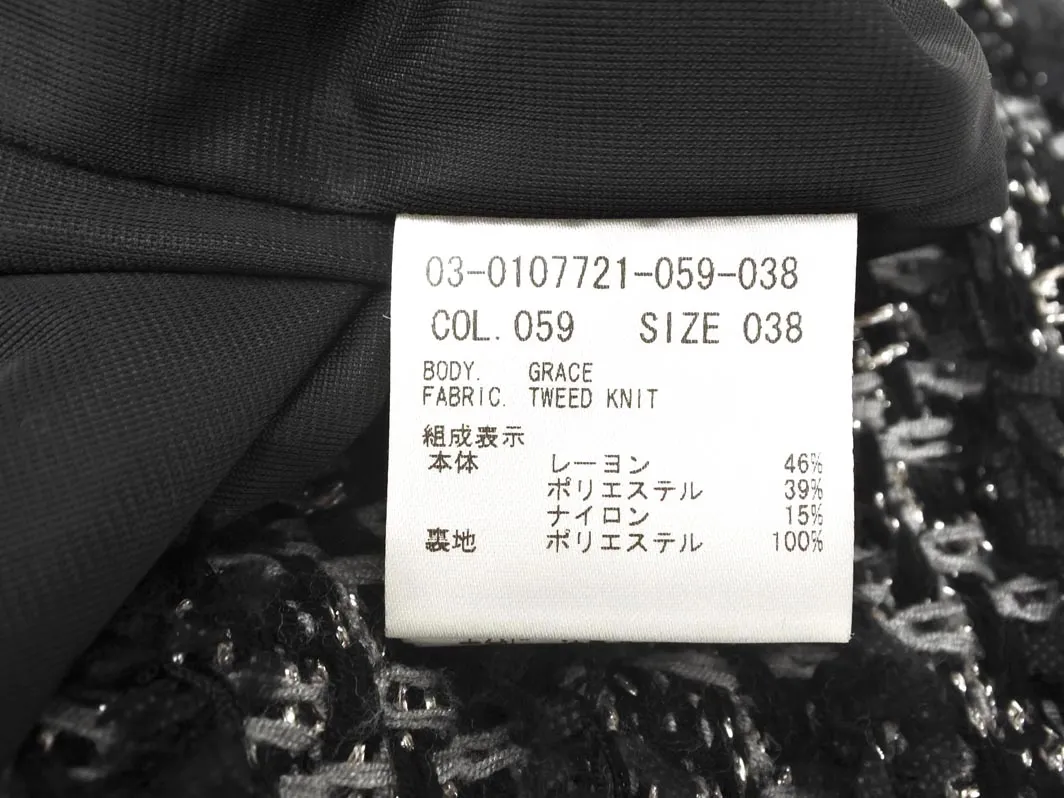 03-0107721-059-038
COL. 059 SIZE 038
BODY. GRACE
FABRIC. TWEED KNIT
組成表示
本体 レーヨン 46%
ポリエステル 39%
ナイロン 15%
裏地 ポリエステル 100%